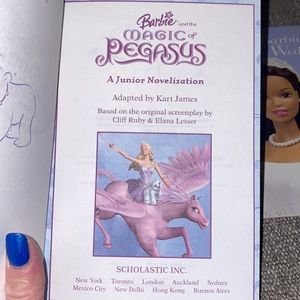 Barbie and the
MAGIC of
PEGASUS
A Junior Novelization
Adapted by Kari James
Based on the original screenplay by
Cliff Ruby & Elana Lesser
SCHOLASTIC INC.
New York Toronto London Auckland Sydney
Mexico City New Delhi Hong Kong Buenos Aires
Barbie